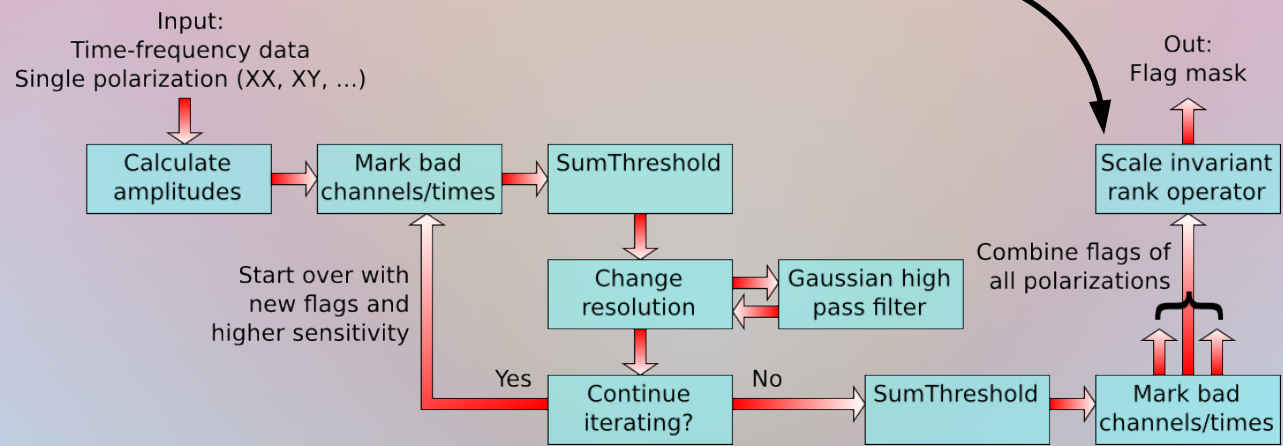 Input:
Time-frequency data
Single polarization (XX, XY, ...)
Calculate
amplitudes
Mark bad
channels/times
SumThreshold
Change
resolution
Gaussian high
pass filter
Start over with
new flags and
higher sensitivity
Continue
iterating?
Yes
No
SumThreshold
Mark bad
channels/times
Combine flags of
all polarizations
Scale invariant
rank operator
Out:
Flag mask